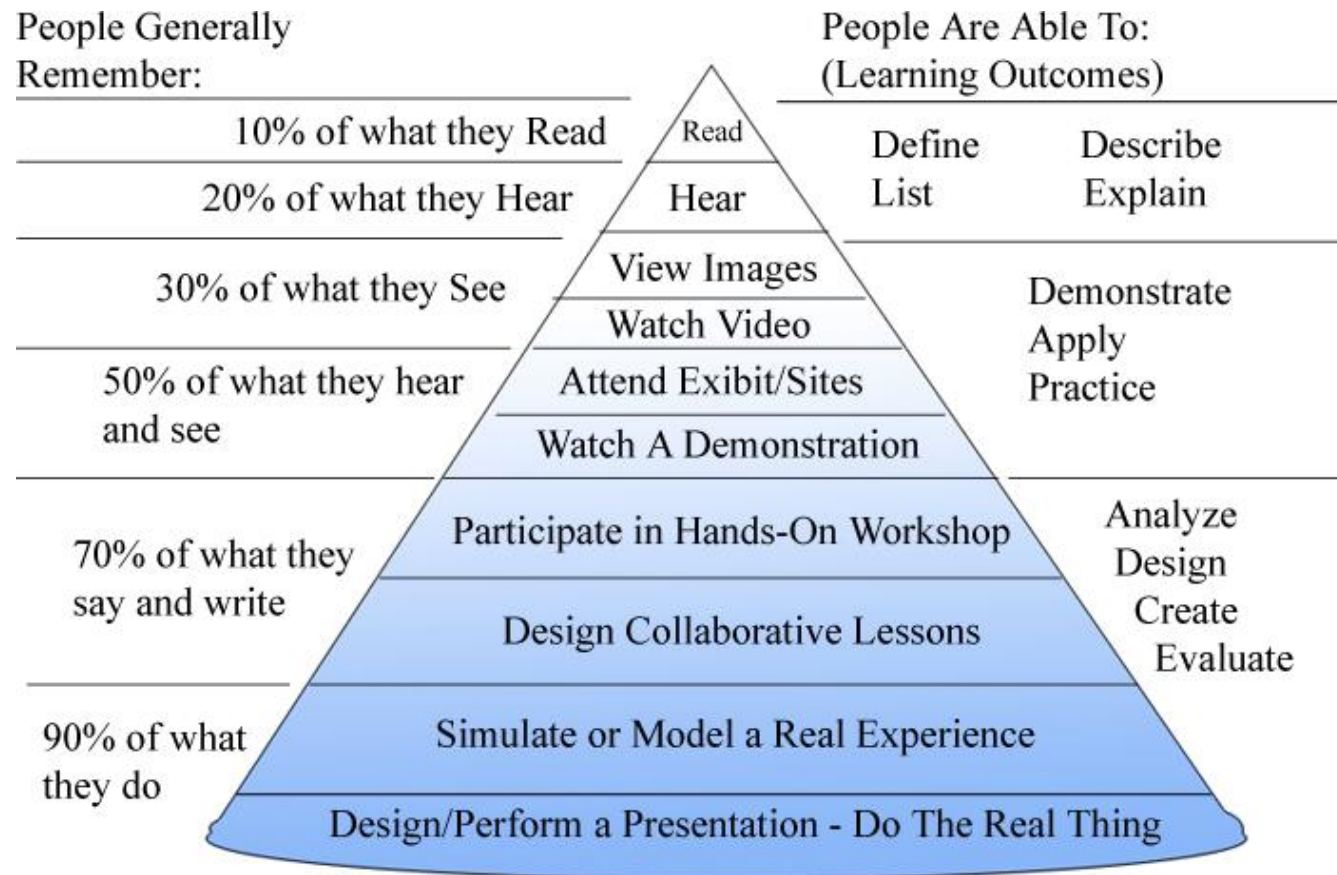 People Generally
Remember:
10% of what they Read
20% of what they Hear
30% of what they See
50% of what they hear
and see
70% of what they
say and write
90% of what
they do
Read
Hear
View Images
Watch Video
Attend Exibit/Sites
Watch A Demonstration
Participate in Hands-On Workshop
Design Collaborative Lessons
Simulate or Model a Real Experience
Design/Perform a Presentation - Do The Real Thing
People Are Able To:
(Learning Outcomes)
Define Describe
List Explain
Demonstrate
Apply
Practice
Analyze
Design
Create
Evaluate